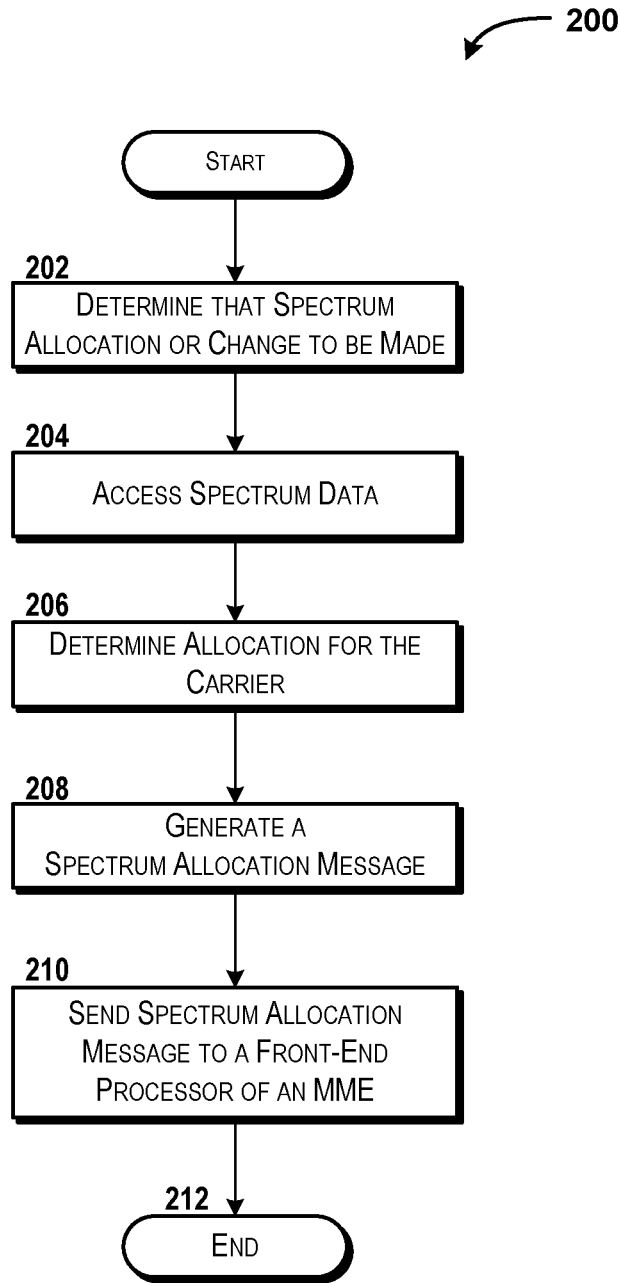 200
START
202
DETERMINE THAT SPECTRUM
ALLOCATION OR CHANGE TO BE MADE
204
ACCESS SPECTRUM DATA
206
DETERMINE ALLOCATION FOR THE
CARRIER
208
GENERATE A
SPECTRUM ALLOCATION MESSAGE
210
SEND SPECTRUM ALLOCATION
MESSAGE TO A FRONT-END
PROCESSOR OF AN MME
212
END